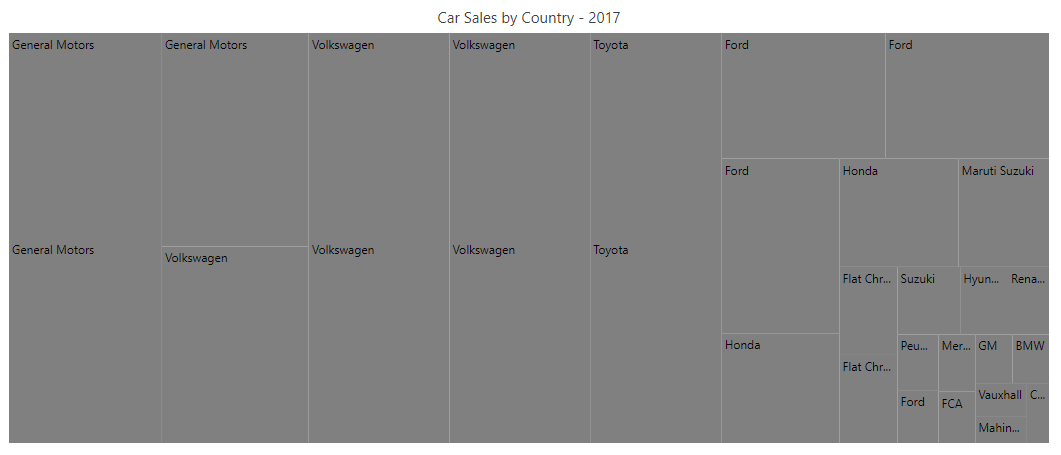 Car Sales by Country - 2017
General Motors
General Motors
Volkswagen
Volkswagen
Toyota
Ford
Ford
Ford
Honda
Maruti Suzuki
General Motors
Volkswagen
Volkswagen
Volkswagen
Toyota
Flat Chr...
Suzuki
Hyun...
Rena...
Honda
Peu...
Mer...
GM
BMW
Flat Chr...
Ford
FCA
Vauxhall
C...
Mahin...